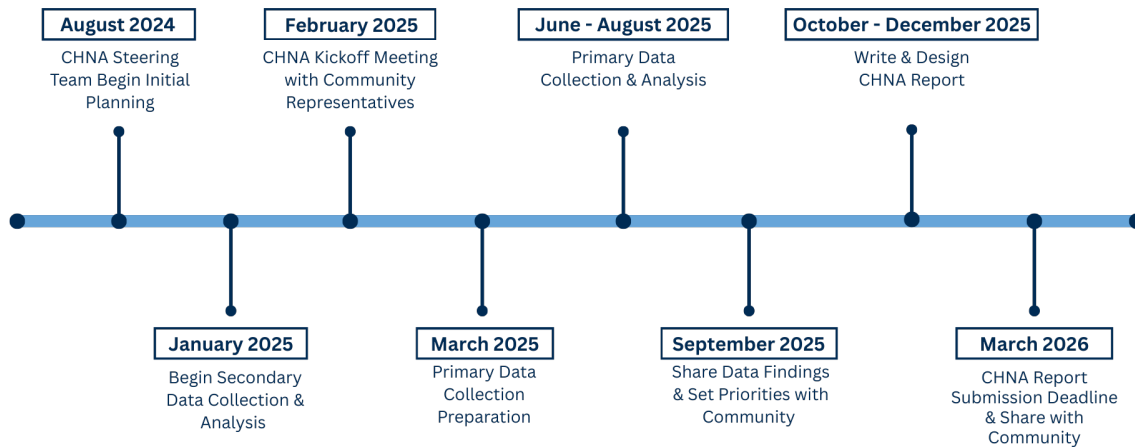 August 2024
CHNA Steering
Team Begin Initial
Planning
January 2025
Begin Secondary
Data Collection &
Analysis
February 2025
CHNA Kickoff Meeting
with Community
Representatives
March 2025
Primary Data
Collection
Preparation
June - August 2025
Primary Data
Collection & Analysis
September 2025
Share Data Findings
& Set Priorities with
Community
October - December 2025
Write & Design
CHNA Report
March 2026
CHNA Report
Submission Deadline
& Share with
Community